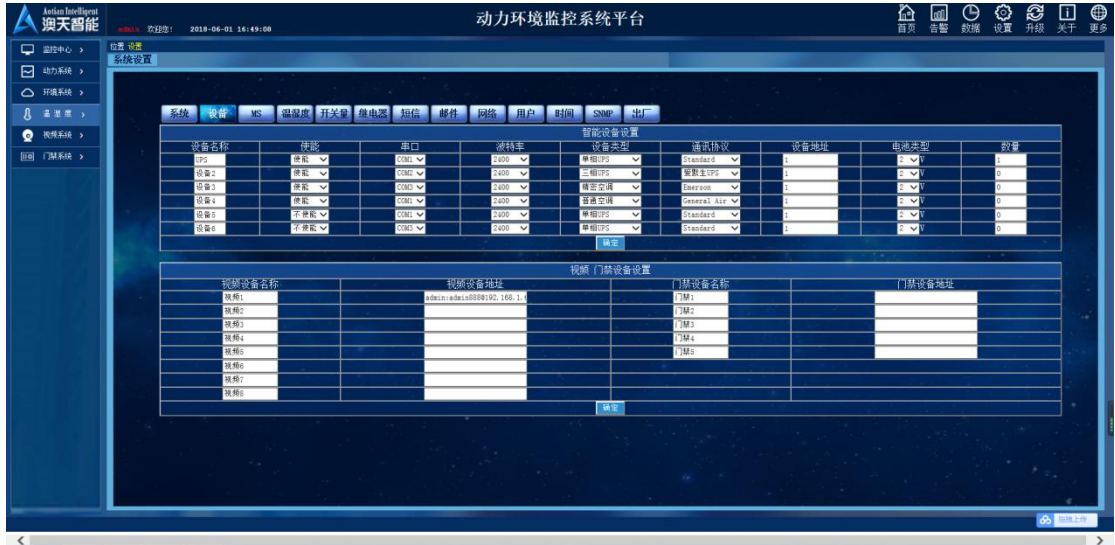 Aotian Intelligent
澳天智能
admin 欢迎您! 2018-06-01 16:49:08
动力环境监控系统平台
首页 告警 数据 设置 升级 关于 更多
监控中心 >
动力系统 >
环境系统 >
温湿度 >
视频系统 >
门禁系统 >
位置 设置
系统设置
系统 设备 MS 温湿度 开关量 继电器 短信 邮件 网络 用户 时间 SNMP 出厂
智能设备设置
设备名称 使能 串口 波特率 设备类型 通讯协议 设备地址 电池类型 数量
UPS 使能 COM1 2400 单相UPS Standard 1 2 V 1
设备2 使能 COM2 2400 三相UPS 爱默生UPS 1 2 V 0
设备3 使能 COM3 2400 精密空调 Emerson 1 2 V 0
设备4 使能 COM1 2400 普通空调 General Air 1 2 V 0
设备5 不使能 COM1 2400 单相UPS Standard 1 2 V 0
设备6 不使能 COM3 2400 单相UPS Standard 1 2 V 0
确定
视频 门禁设备设置
视频设备名称 视频设备地址 门禁设备名称 门禁设备地址
视频1 admin:admin888@192.168.1. 门禁1
视频2 门禁2
视频3 门禁3
视频4 门禁4
视频5 门禁5
视频6
视频7
视频8
确定
拖拽上传